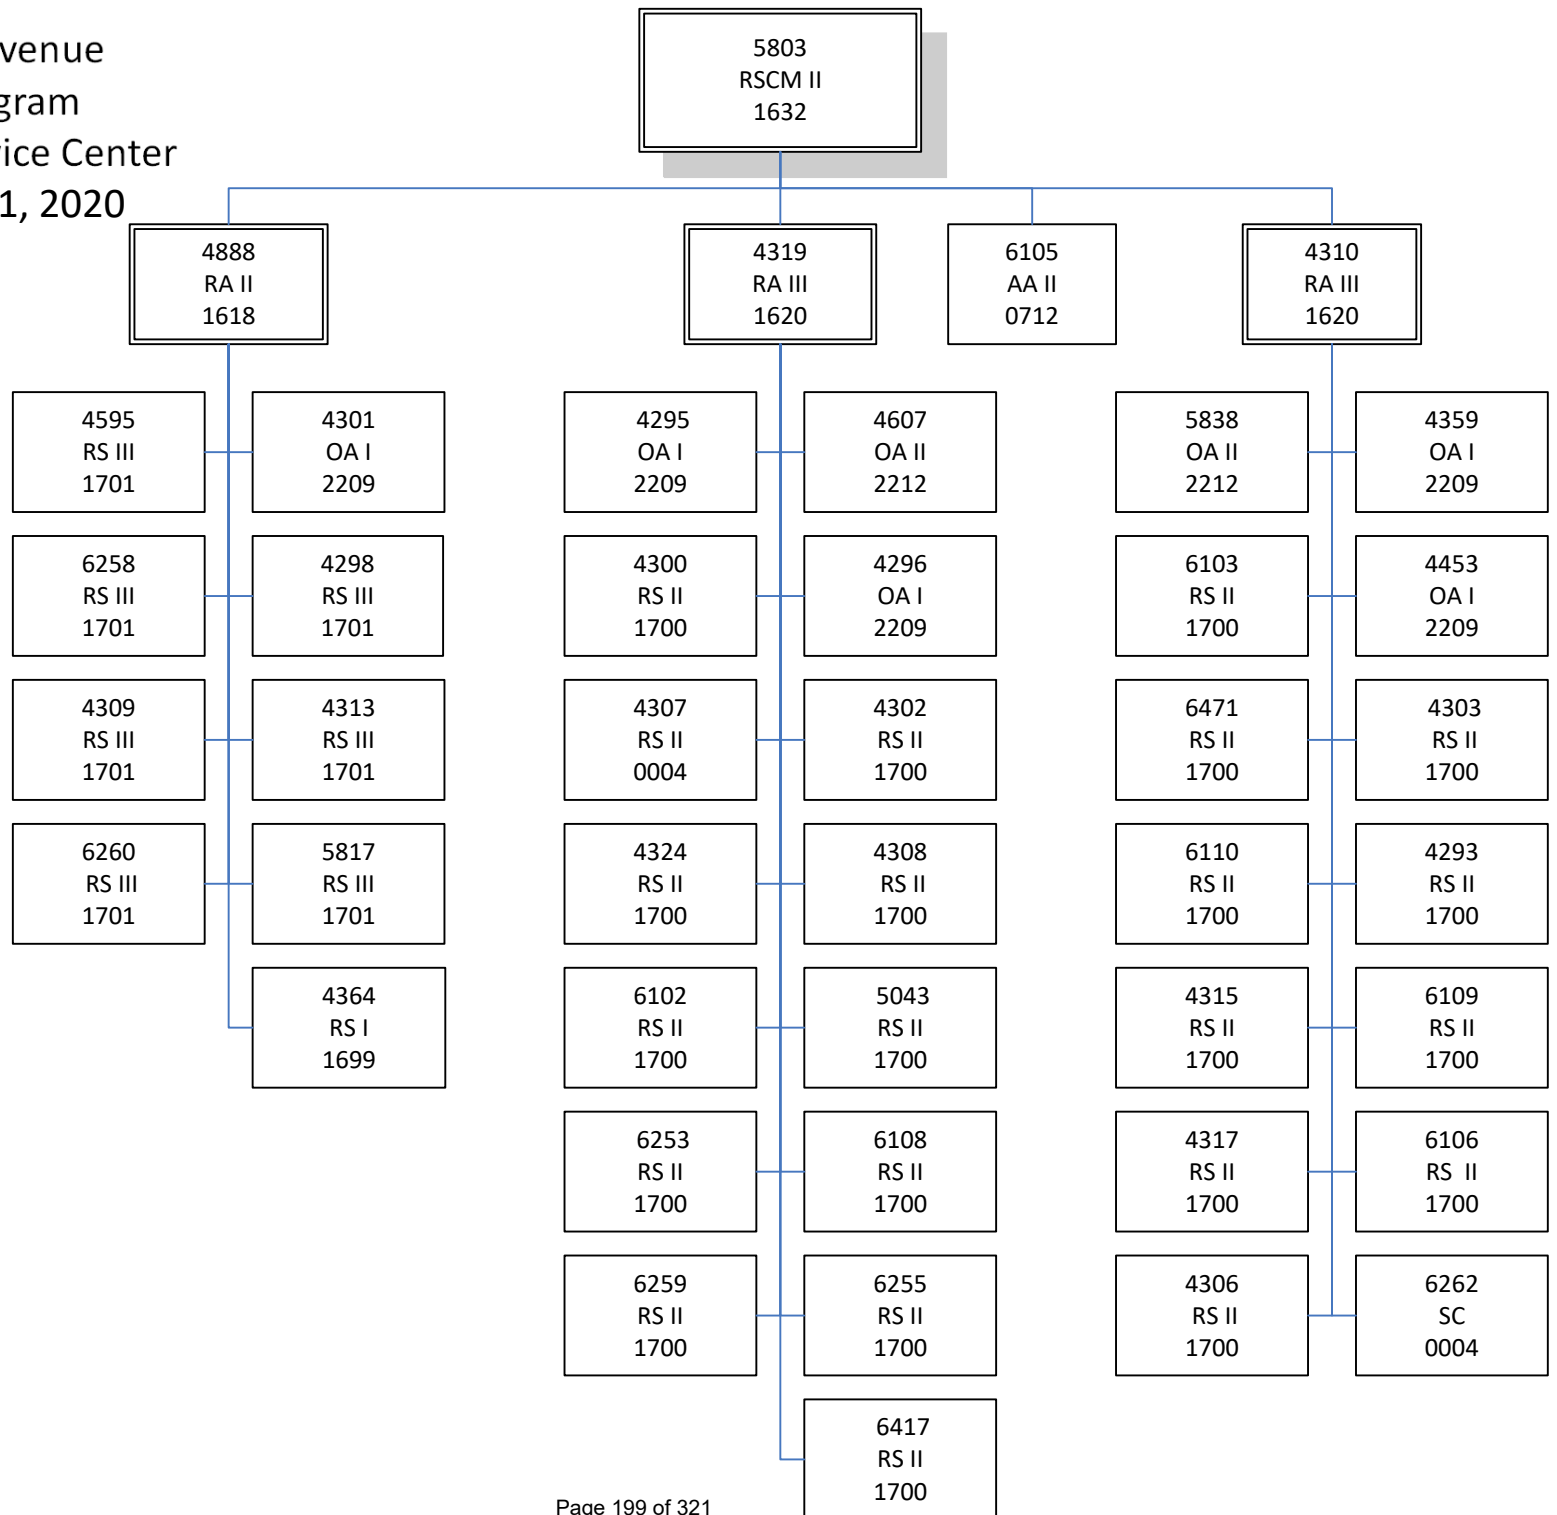 5803
RSCM II
1632
1, 2020
4888
RA II
1618
4319
RA III
1620
6105
AA II
0712
4310
RA III
1620
4595
RS III
1701
4301
OA I
2209
4295
OA I
2209
4607
OA II
2212
5838
OA II
2212
4359
OA I
2209
6258
RS III
1701
4298
RS III
1701
4300
RS II
1700
4296
OA I
2209
6103
RS II
1700
4453
OA I
2209
4309
RS III
1701
4313
RS III
1701
4307
RS II
0004
4302
RS II
1700
6471
RS II
1700
4303
RS II
1700
6260
RS III
1701
5817
RS III
1701
4324
RS II
1700
4308
RS II
1700
6110
RS II
1700
4293
RS II
1700
4364
RS I
1699
6102
RS II
1700
5043
RS II
1700
4315
RS II
1700
6109
RS II
1700
6253
RS II
1700
6108
RS II
1700
4317
RS II
1700
6106
RS II
1700
6259
RS II
1700
6255
RS II
1700
4306
RS II
1700
6262
SC
0004
6417
RS II
1700
venue
gram
ice Center
Page 199 of 321